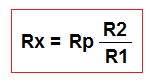 Rx = Rp R2
R1